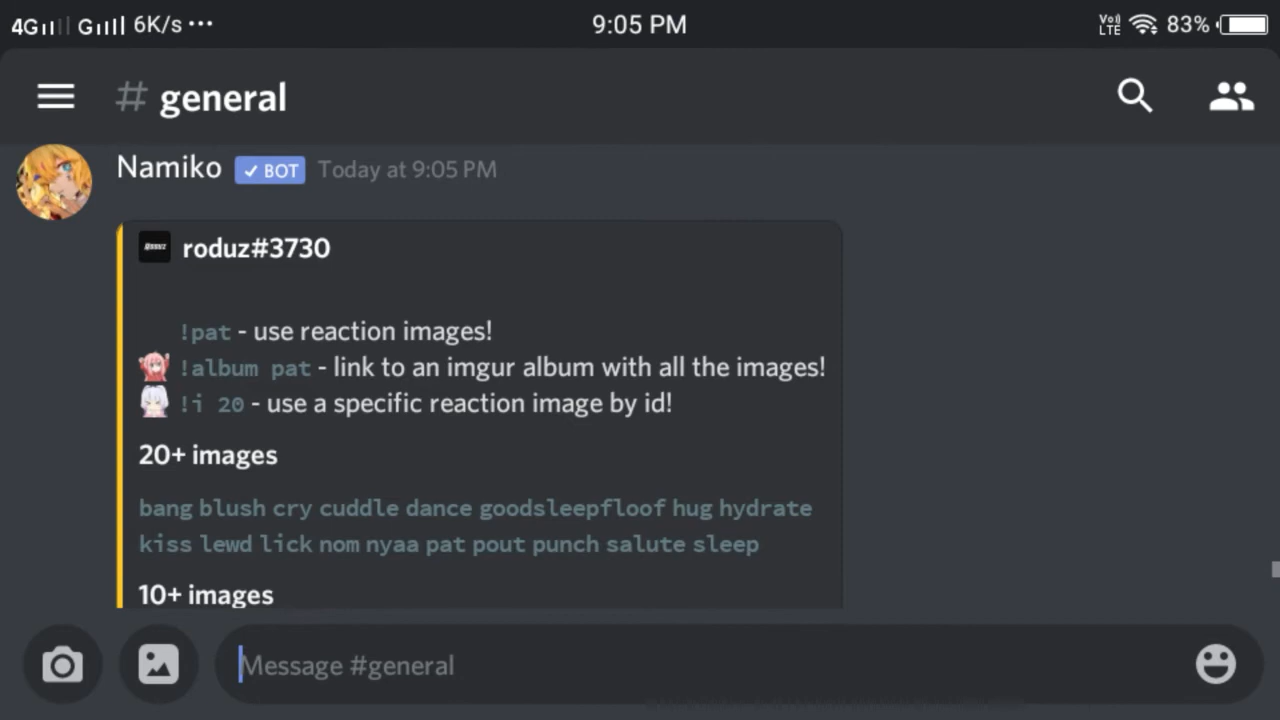 4G G 6K/s ··· 9:05 PM Vo) LTE 83%
# general
Namiko ✓ BOT Today at 9:05 PM
roduz#3730
!pat - use reaction images!
!album pat - link to an imgur album with all the images!
!i 20 - use a specific reaction image by id!
20+ images
bang blush cry cuddle dance goodsleepfloof hug hydrate
kiss lewd lick nom nyaa pat pout punch salute sleep
10+ images
Message #general